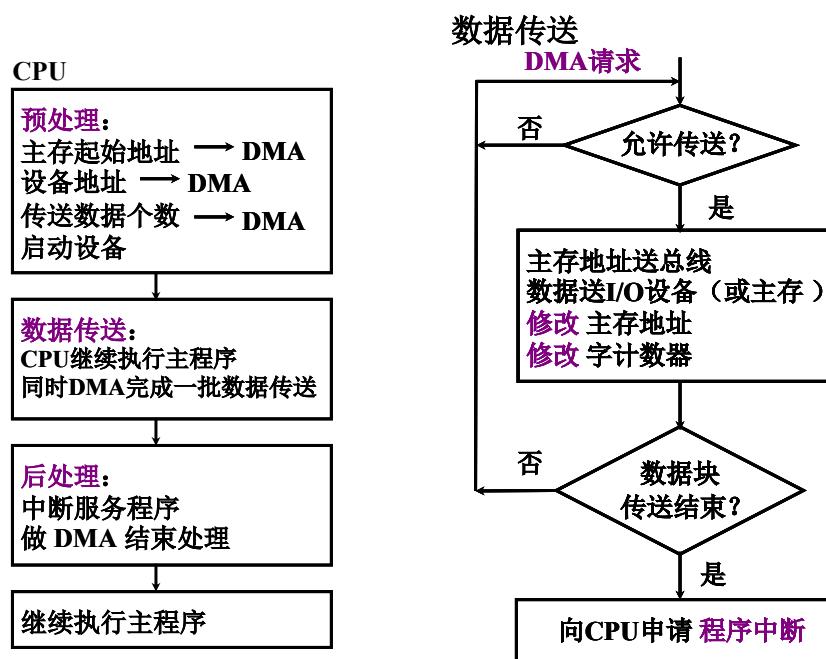 CPU
预处理：
主存起始地址 → DMA
设备地址 → DMA
传送数据个数 → DMA
启动设备
数据传送：
CPU继续执行主程序
同时DMA完成一批数据传送
后处理：
中断服务程序
做 DMA 结束处理
继续执行主程序
数据传送
DMA请求
允许传送？
否
是
主存地址送总线
数据送I/O设备（或主存 ）
修改 主存地址
修改 字计数器
否
数据块
传送结束？
是
向CPU申请 程序中断